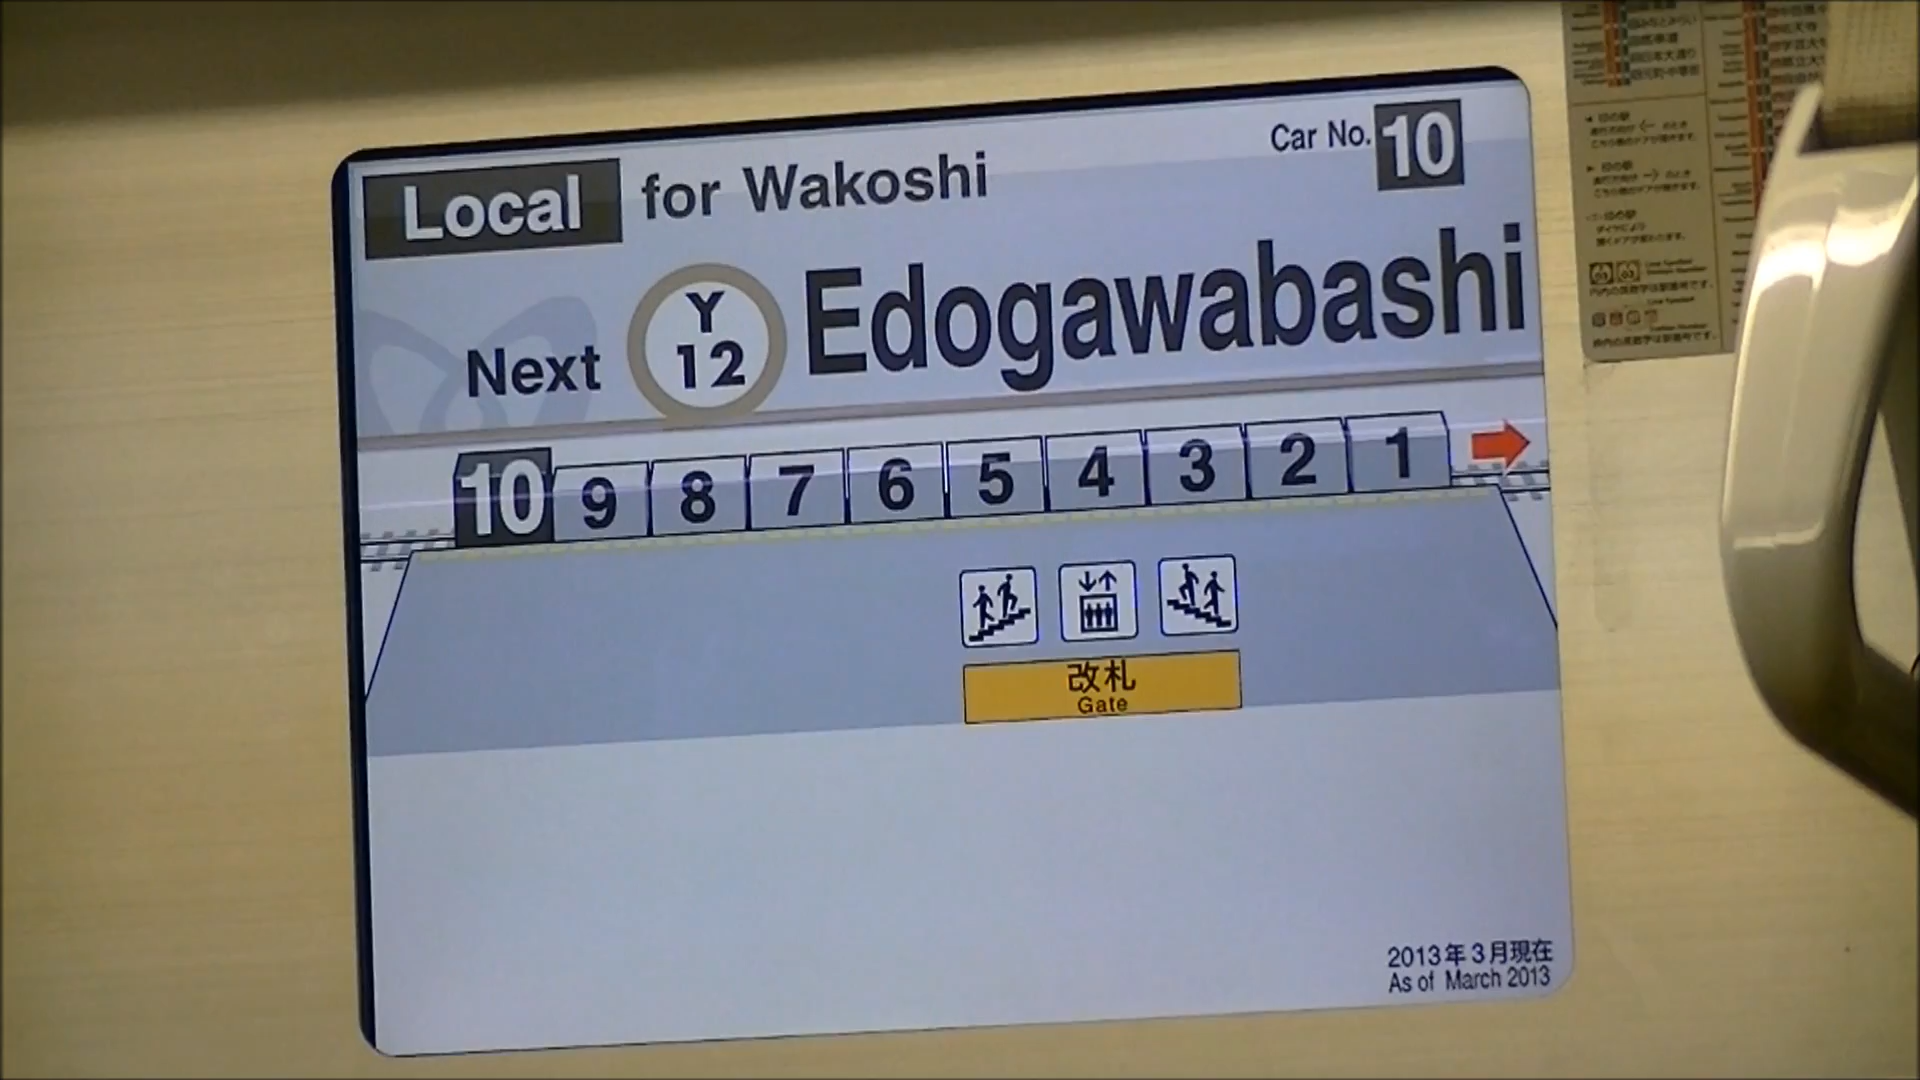 Local for Wakoshi
Car No. 10
Next Y 12 Edogawabashi
10 9 8 7 6 5 4 3 2 1
改札
Gate
2013年3月現在
As of March 2013